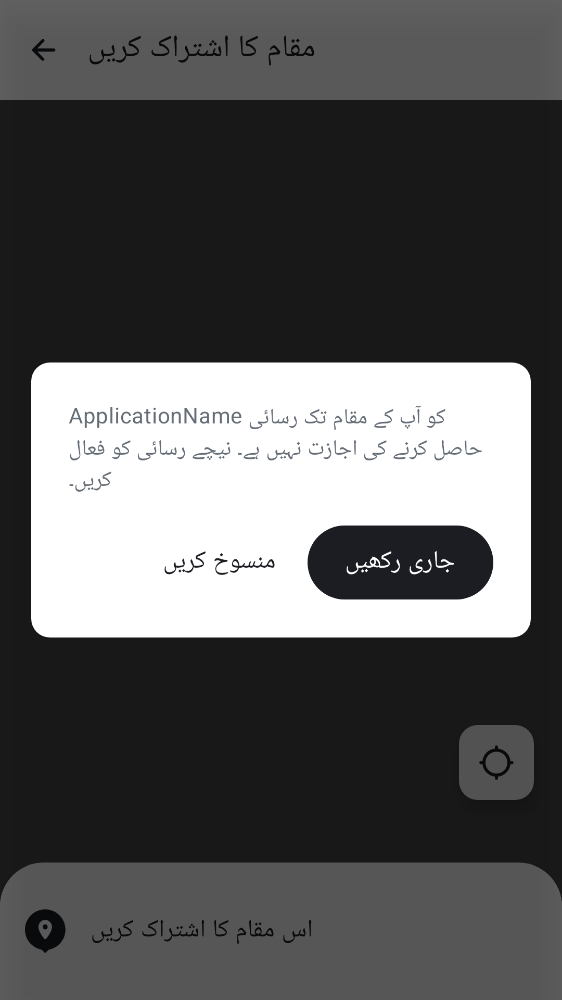 مقام کا اشتراک کریں
ApplicationName کو آپ کے مقام تک رسائی
حاصل کرنے کی اجازت نہیں ہے۔ نیچے رسائی کو فعال
کریں۔
جاری رکھیں
منسوخ کریں
اس مقام کا اشتراک کریں